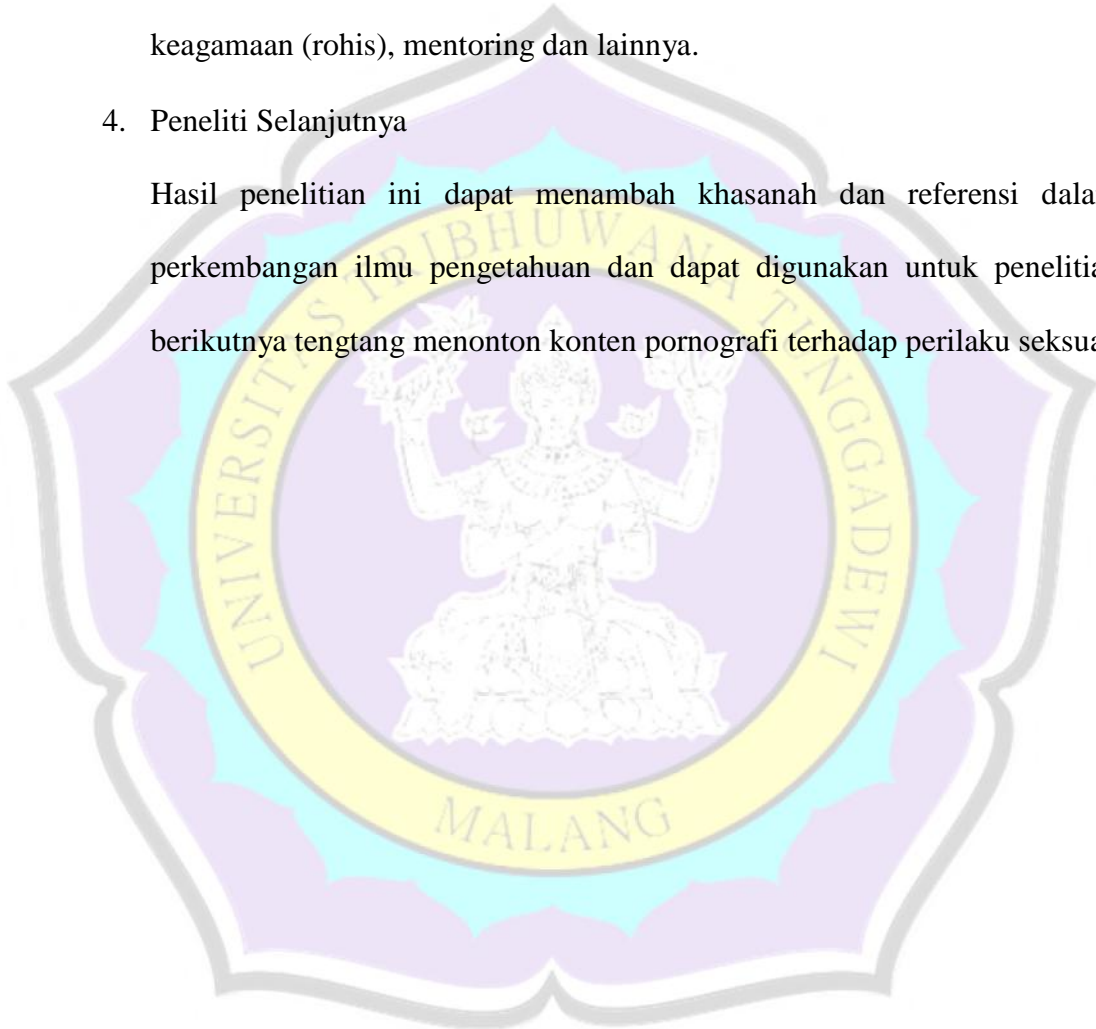 keagamaan (rohis), mentoring dan lainnya.
4. Peneliti Selanjutnya
Hasil penelitian ini dapat menambah khasanah dan referensi dala
perkembangan ilmu pengetahuan dan dapat digunakan untuk penelitia
berikutnya tengtang menonton konten pornografi terhadap perilaku seksua
UNIVERSITAS TRIBHUWANA TUNGGADEWI
MALANG